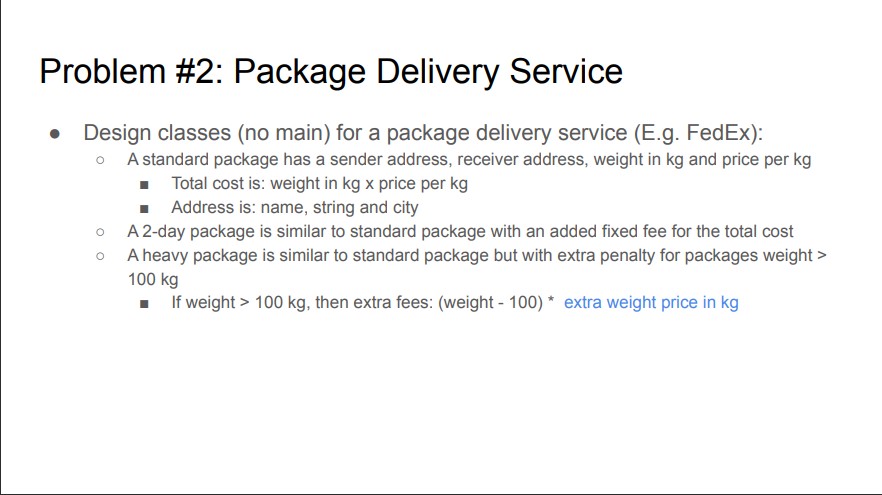 Problem #2: Package Delivery Service
● Design classes (no main) for a package delivery service (E.g. FedEx):
○ A standard package has a sender address, receiver address, weight in kg and price per kg
■ Total cost is: weight in kg x price per kg
■ Address is: name, string and city
○ A 2-day package is similar to standard package with an added fixed fee for the total cost
○ A heavy package is similar to standard package but with extra penalty for packages weight >
100 kg
■ If weight > 100 kg, then extra fees: (weight - 100) * extra weight price in kg